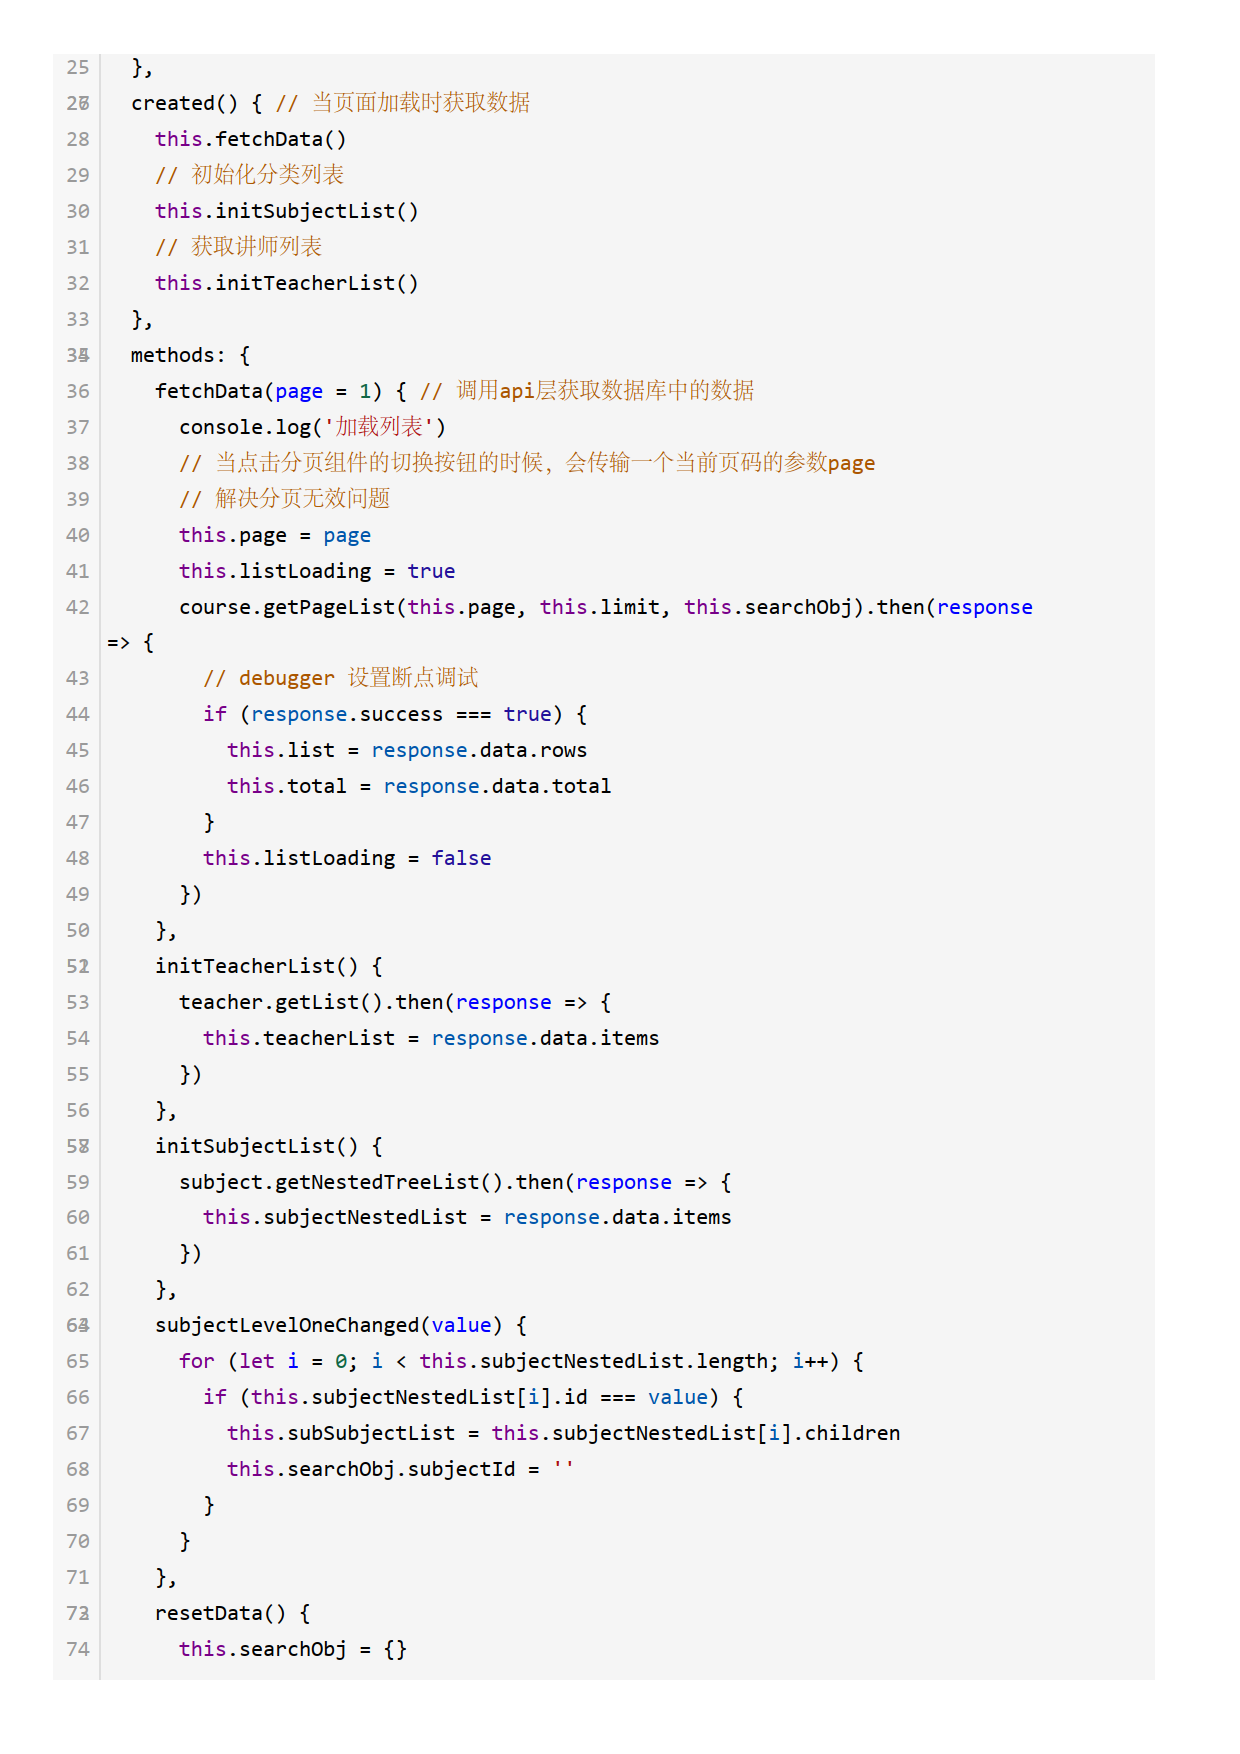 25 },
26 27 created() { // 当页面加载时获取数据
28 this.fetchData()
29 // 初始化分类列表
30 this.initSubjectList()
31 // 获取讲师列表
32 this.initTeacherList()
33 },
34 35 methods: {
36 fetchData(page = 1) { // 调用api层获取数据库中的数据
37 console.log('加载列表')
38 // 当点击分页组件的切换按钮的时候，会传输一个当前页码的参数page
39 // 解决分页无效问题
40 this.page = page
41 this.listLoading = true
42 course.getPageList(this.page, this.limit, this.searchObj).then(response
=> {
43 // debugger 设置断点调试
44 if (response.success === true) {
45 this.list = response.data.rows
46 this.total = response.data.total
47 }
48 this.listLoading = false
49 })
50 },
51 52 initTeacherList() {
53 teacher.getList().then(response => {
54 this.teacherList = response.data.items
55 })
56 },
57 58 initSubjectList() {
59 subject.getNestedTreeList().then(response => {
60 this.subjectNestedList = response.data.items
61 })
62 },
63 64 subjectLevelOneChanged(value) {
65 for (let i = 0; i < this.subjectNestedList.length; i++) {
66 if (this.subjectNestedList[i].id === value) {
67 this.subSubjectList = this.subjectNestedList[i].children
68 this.searchObj.subjectId = ''
69 }
70 }
71 },
72 73 resetData() {
74 this.searchObj = {}